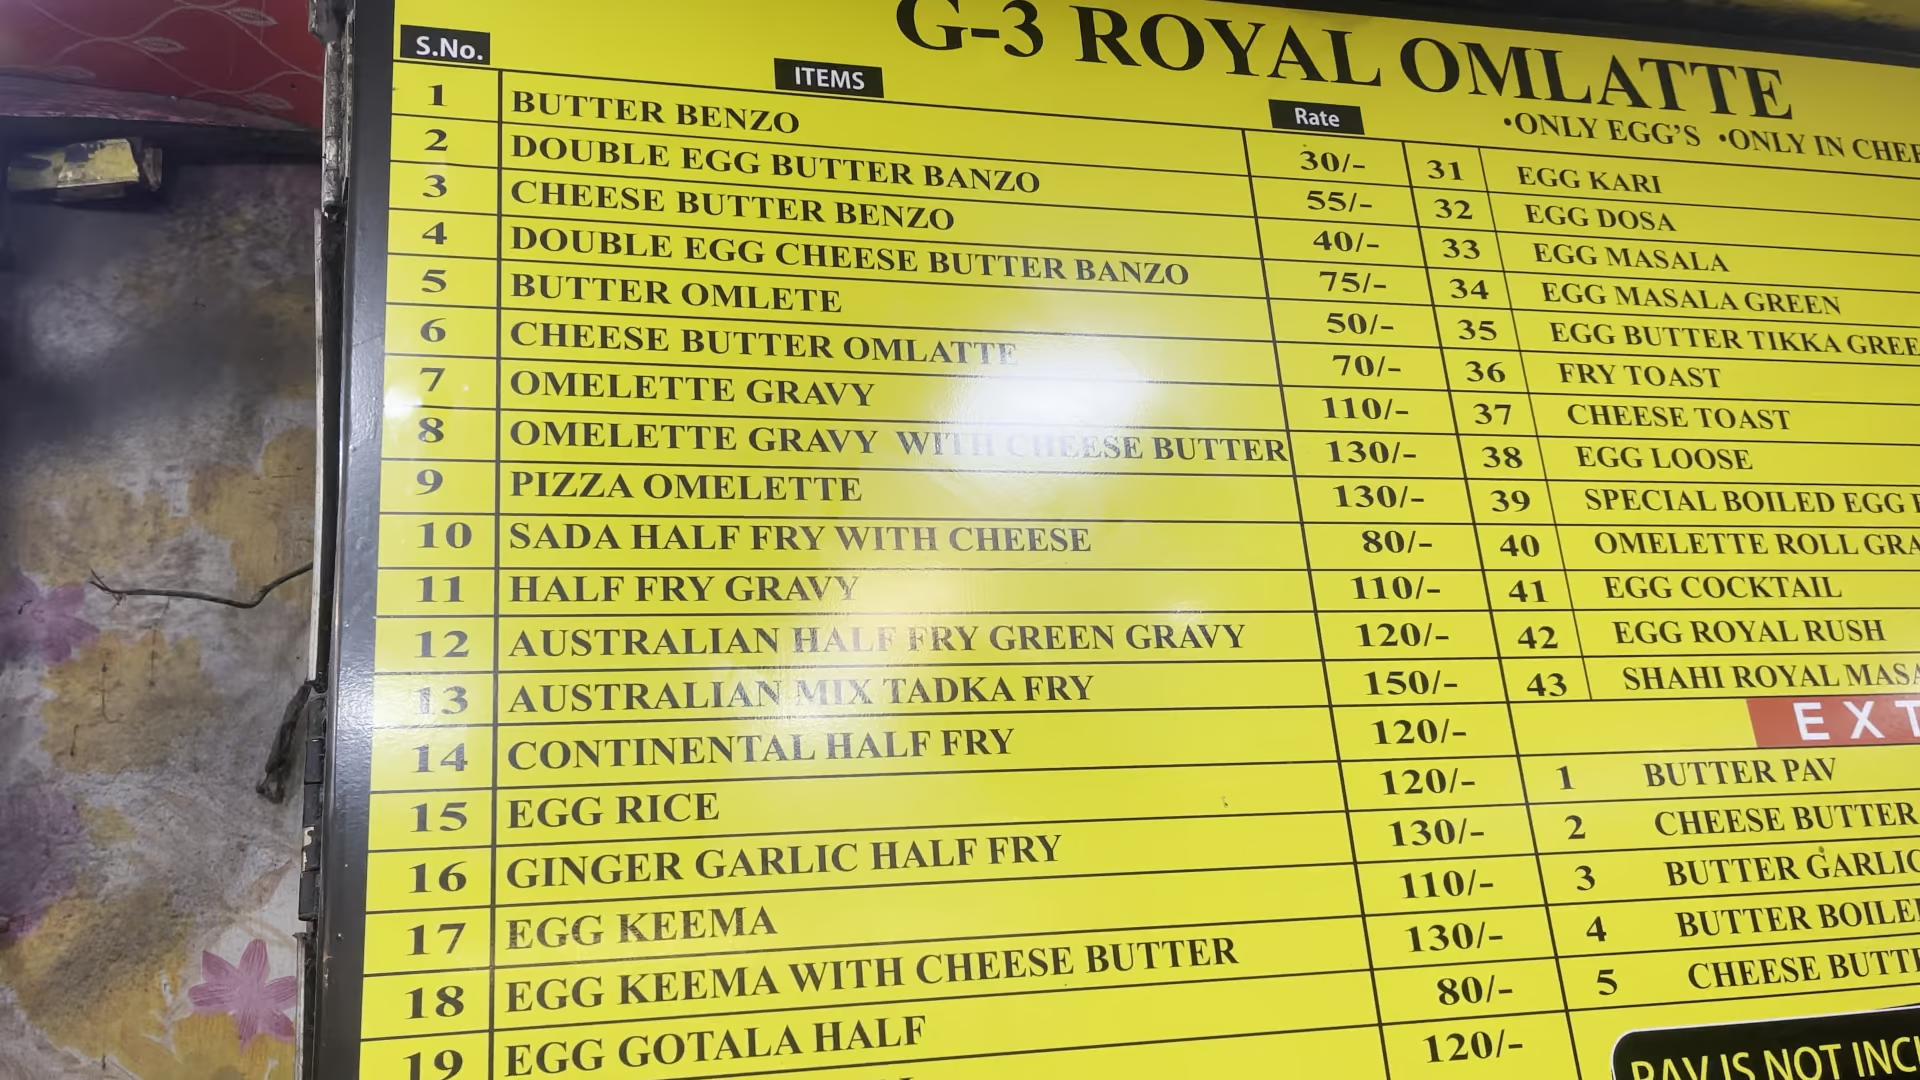 G-3 ROYAL OMLATTE
•ONLY EGG'S •ONLY IN
S.No. ITEMS Rate
1 BUTTER BENZO 30/-
2 DOUBLE EGG BUTTER BANZO 55/-
3 CHEESE BUTTER BENZO 40/-
4 DOUBLE EGG CHEESE BUTTER BANZO 75/-
5 BUTTER OMLETE 50/-
6 CHEESE BUTTER OMLATTE 70/-
7 OMELETTE GRAVY 110/-
8 OMELETTE GRAVY WITH CHEESE BUTTER 130/-
9 PIZZA OMELETTE 130/-
10 SADA HALF FRY WITH CHEESE 80/-
11 HALF FRY GRAVY 110/-
12 AUSTRALIAN HALF FRY GREEN GRAVY 120/-
13 AUSTRALIAN MIX TADKA FRY 150/-
14 CONTINENTAL HALF FRY 120/-
15 EGG RICE 120/-
16 GINGER GARLIC HALF FRY 130/-
17 EGG KEEMA 110/-
18 EGG KEEMA WITH CHEESE BUTTER 130/-
19 EGG GOTALA HALF 80/-
120/-
31 EGG KARI
32 EGG DOSA
33 EGG MASALA
34 EGG MASALA GREEN
35 EGG BUTTER TIKKA
36 FRY TOAST
37 CHEESE TOAST
38 EGG LOOSE
39 SPECIAL BOILED EGG
40 OMELETTE ROLL
41 EGG COCKTAIL
42 EGG ROYAL RUSH
43 SHAHI ROYAL
1 BUTTER PAV
2 CHEESE BUTTER
3 BUTTER
4 BUTTER
5 CHEESE
PAV IS NOT